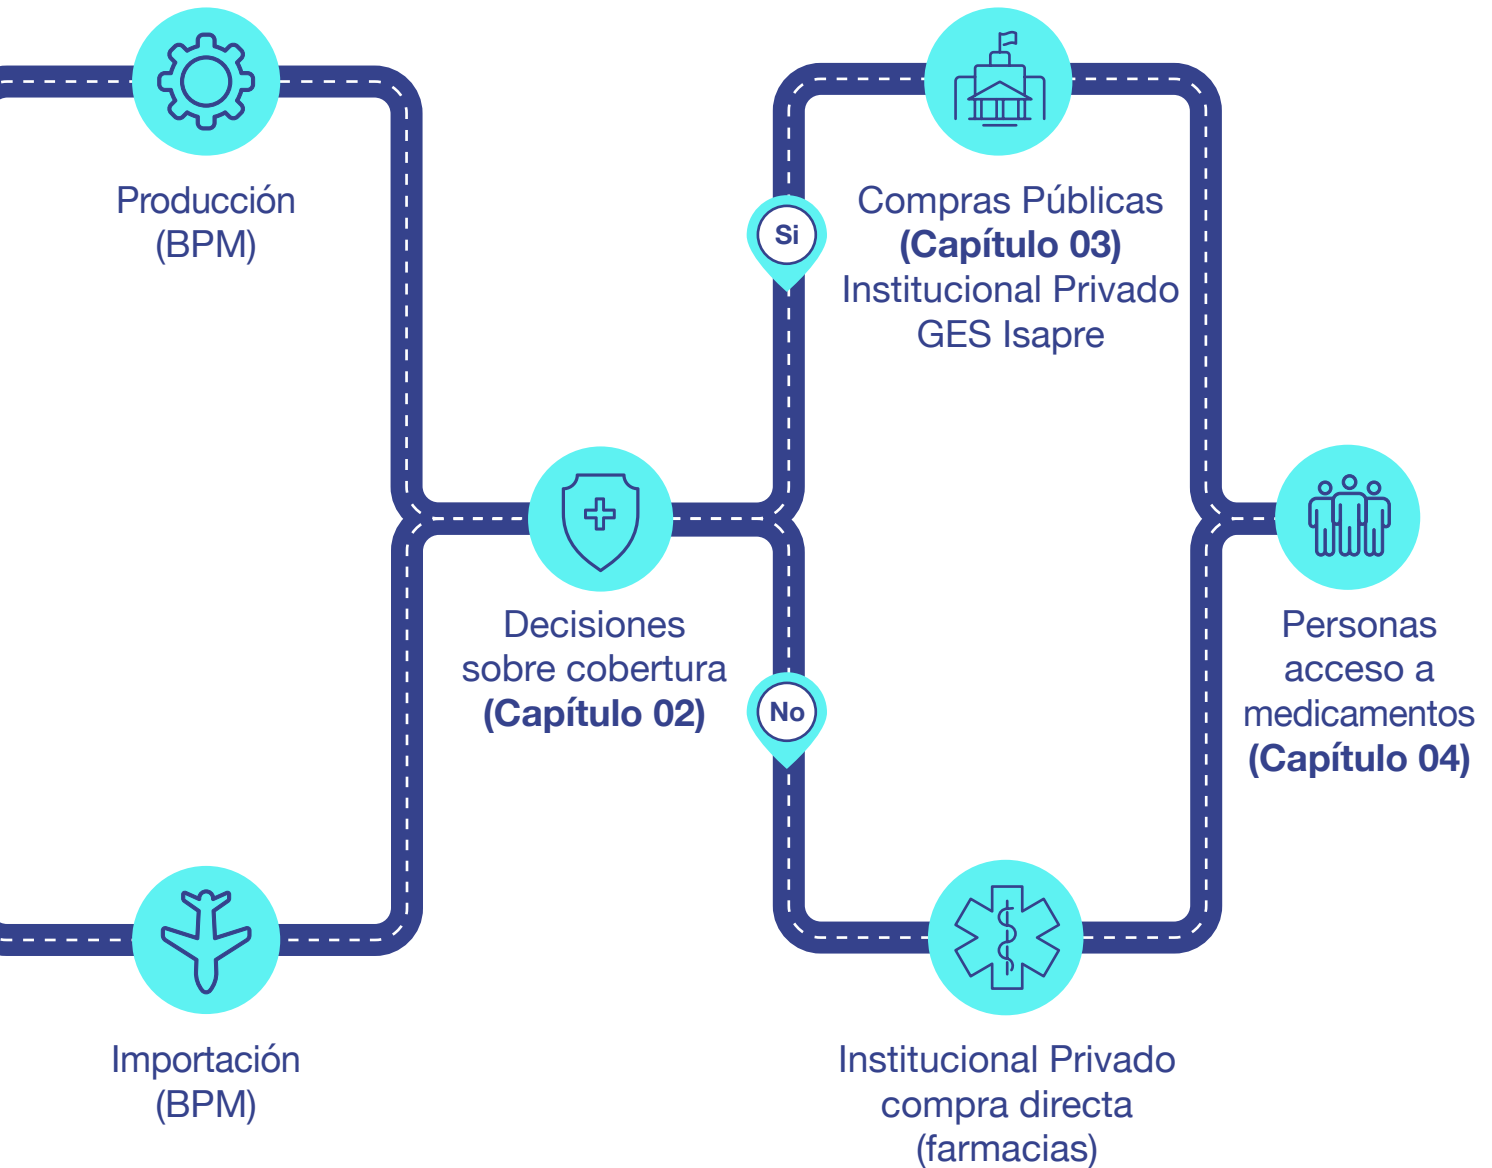 Producción
(BPM)
Si
Compras Públicas
(Capítulo 03)
Institucional Privado
GES Isapre
Decisiones
sobre cobertura
(Capítulo 02)
No
Personas
acceso a
medicamentos
(Capítulo 04)
Importación
(BPM)
Institucional Privado
compra directa
(farmacias)